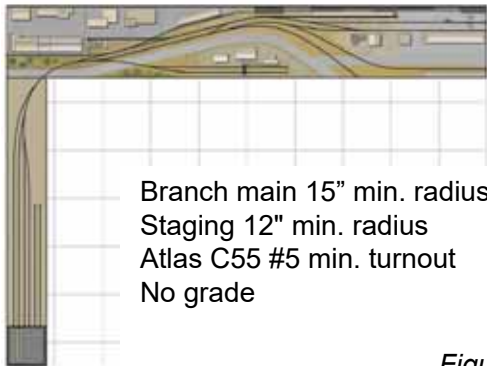 Branch main 15” min. radius
Staging 12" min. radius
Atlas C55 #5 min. turnout
No grade